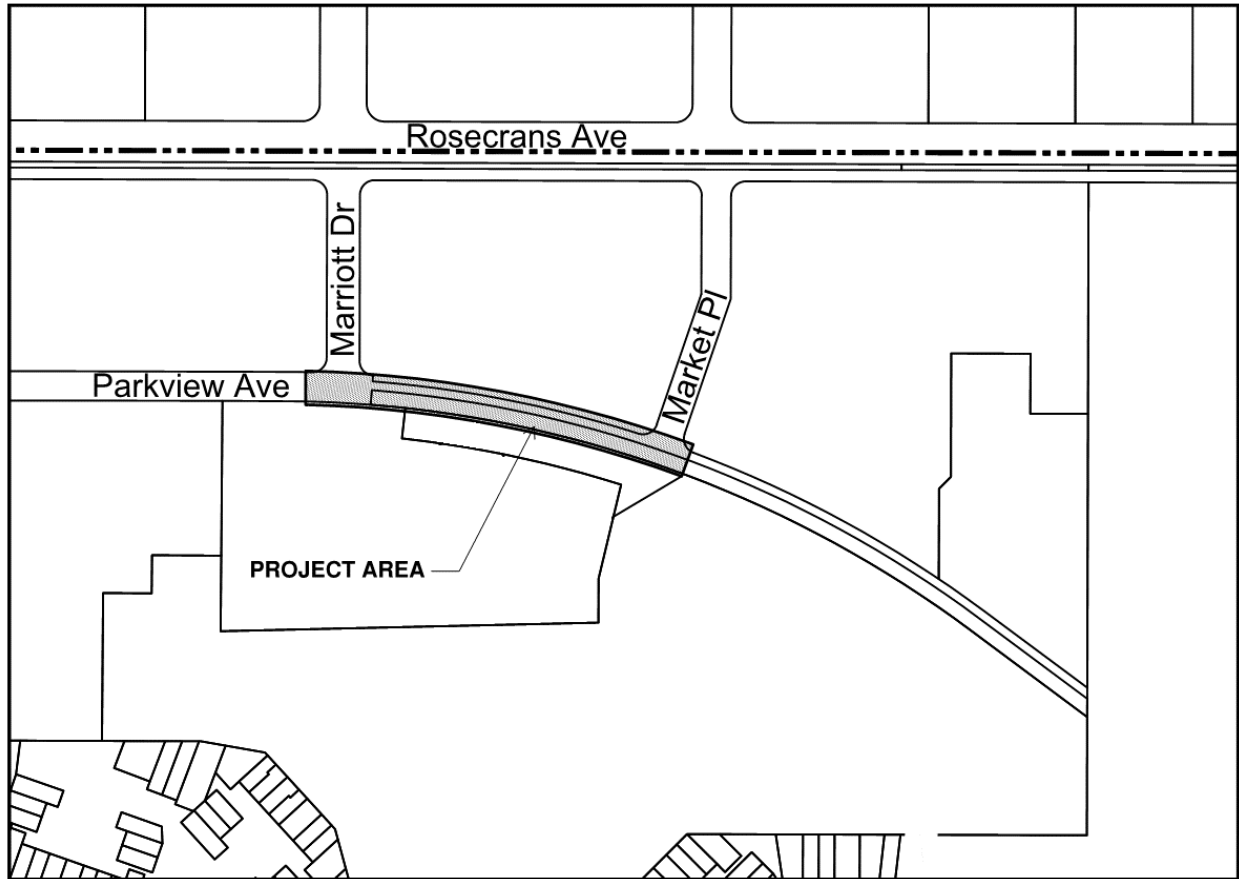 Rosecrans Ave
Marriott Dr
Market Pl
Parkview Ave
PROJECT AREA